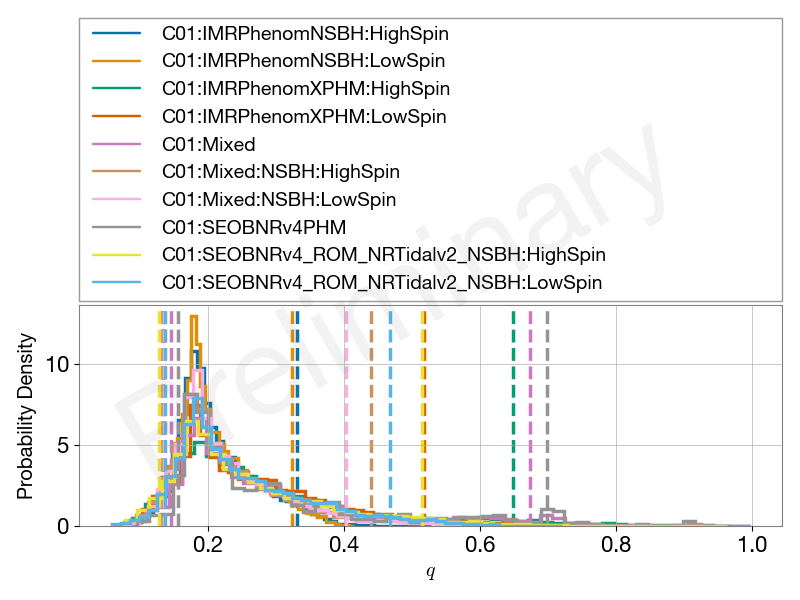 C01:IMRPhenomNSBH:HighSpin
C01:IMRPhenomNSBH:LowSpin
C01:IMRPhenomXPHM:HighSpin
C01:IMRPhenomXPHM:LowSpin
C01:Mixed
C01:Mixed:NSBH:HighSpin
C01:Mixed:NSBH:LowSpin
C01:SEOBNRv4PHM
C01:SEOBNRv4_ROM_NRTidalv2_NSBH:HighSpin
C01:SEOBNRv4_ROM_NRTidalv2_NSBH:LowSpin
Preliminary
Probability Density
10
5
0
0.2 0.4 0.6 0.8 1.0
q